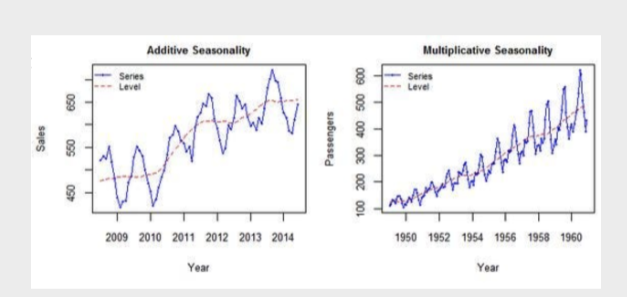 Additive Seasonality
Series
Level
Sales
650
550
450
2009 2010 2011 2012 2013 2014
Year
Multiplicative Seasonality
Series
Level
Passengers
600
500
400
300
200
100
1950 1952 1954 1956 1958 1960
Year